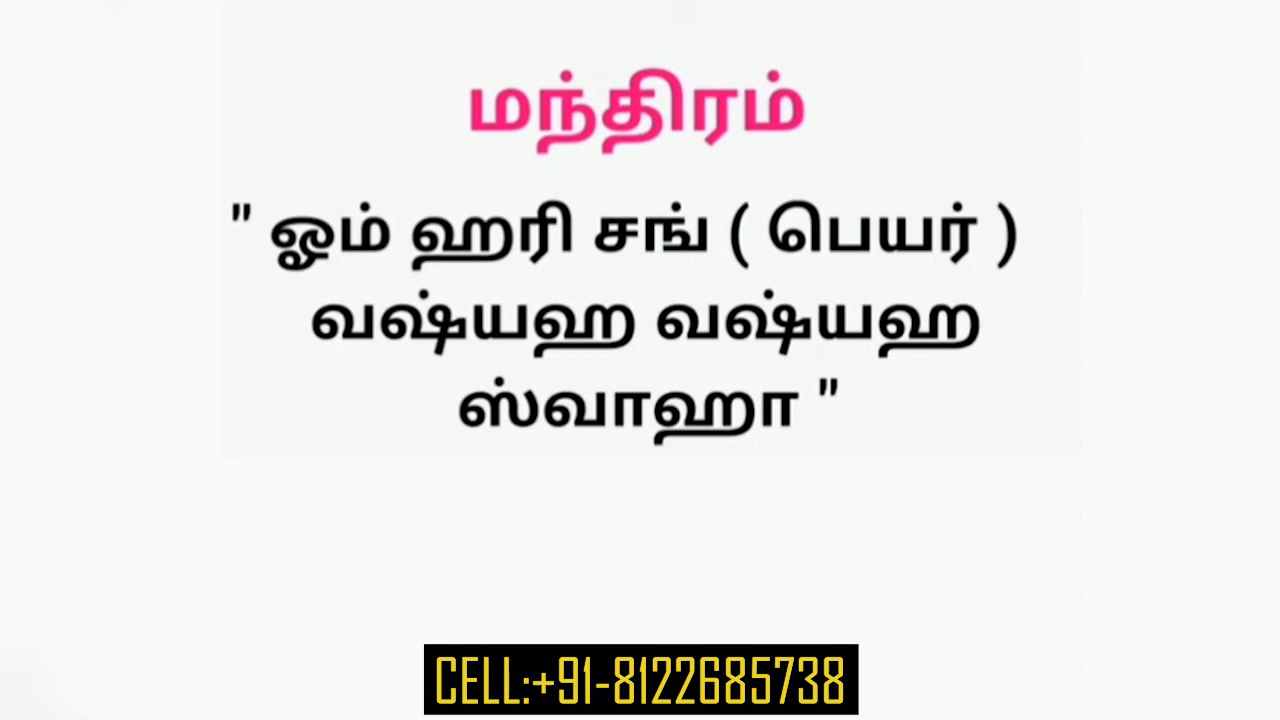 மந்திரம்
" ஓம் ஹரி சங் ( பெயர் )
வஷ்யஹ வஷ்யஹ
ஸ்வாஹா "
CELL:+91-8122685738